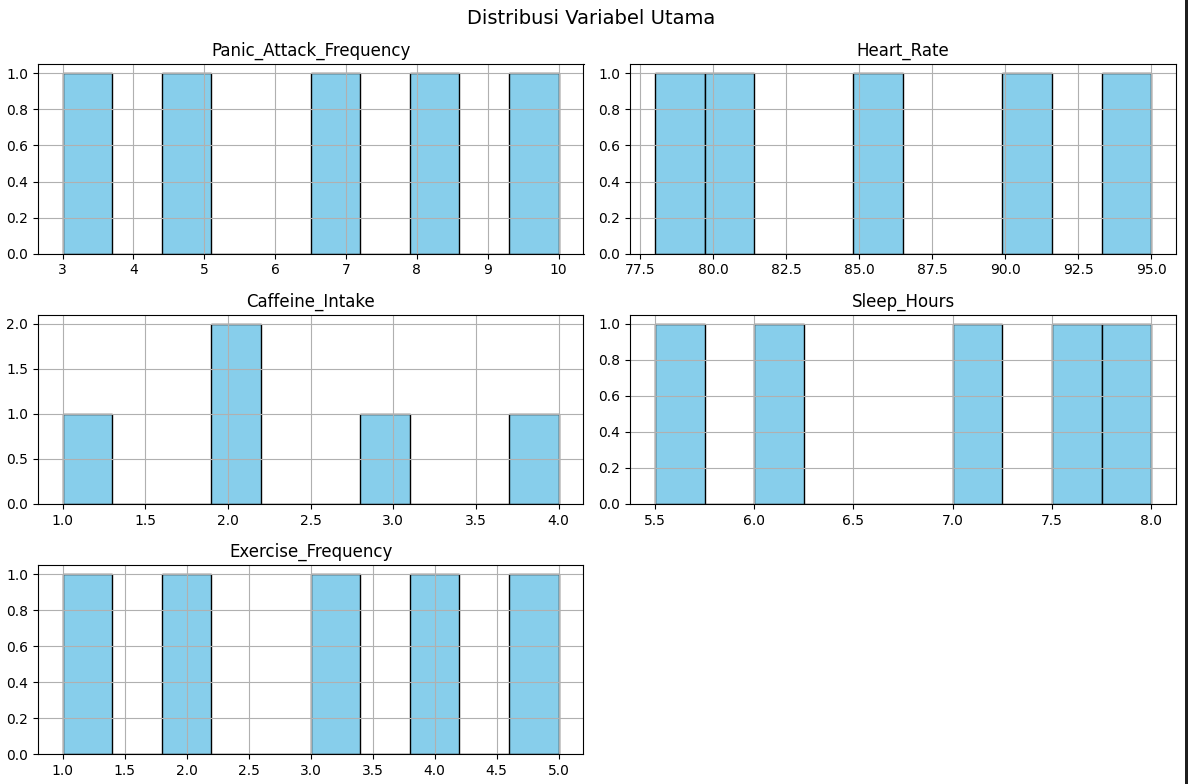 Distribusi Variabel Utama
Panic_Attack_Frequency
1.0
0.8
0.6
0.4
0.2
0.0
3 4 5 6 7 8 9 10
Heart_Rate
1.0
0.8
0.6
0.4
0.2
0.0
77.5 80.0 82.5 85.0 87.5 90.0 92.5 95.0
Caffeine_Intake
2.0
1.5
1.0
0.5
0.0
1.0 1.5 2.0 2.5 3.0 3.5 4.0
Sleep_Hours
1.0
0.8
0.6
0.4
0.2
0.0
5.5 6.0 6.5 7.0 7.5 8.0
Exercise_Frequency
1.0
0.8
0.6
0.4
0.2
0.0
1.0 1.5 2.0 2.5 3.0 3.5 4.0 4.5 5.0